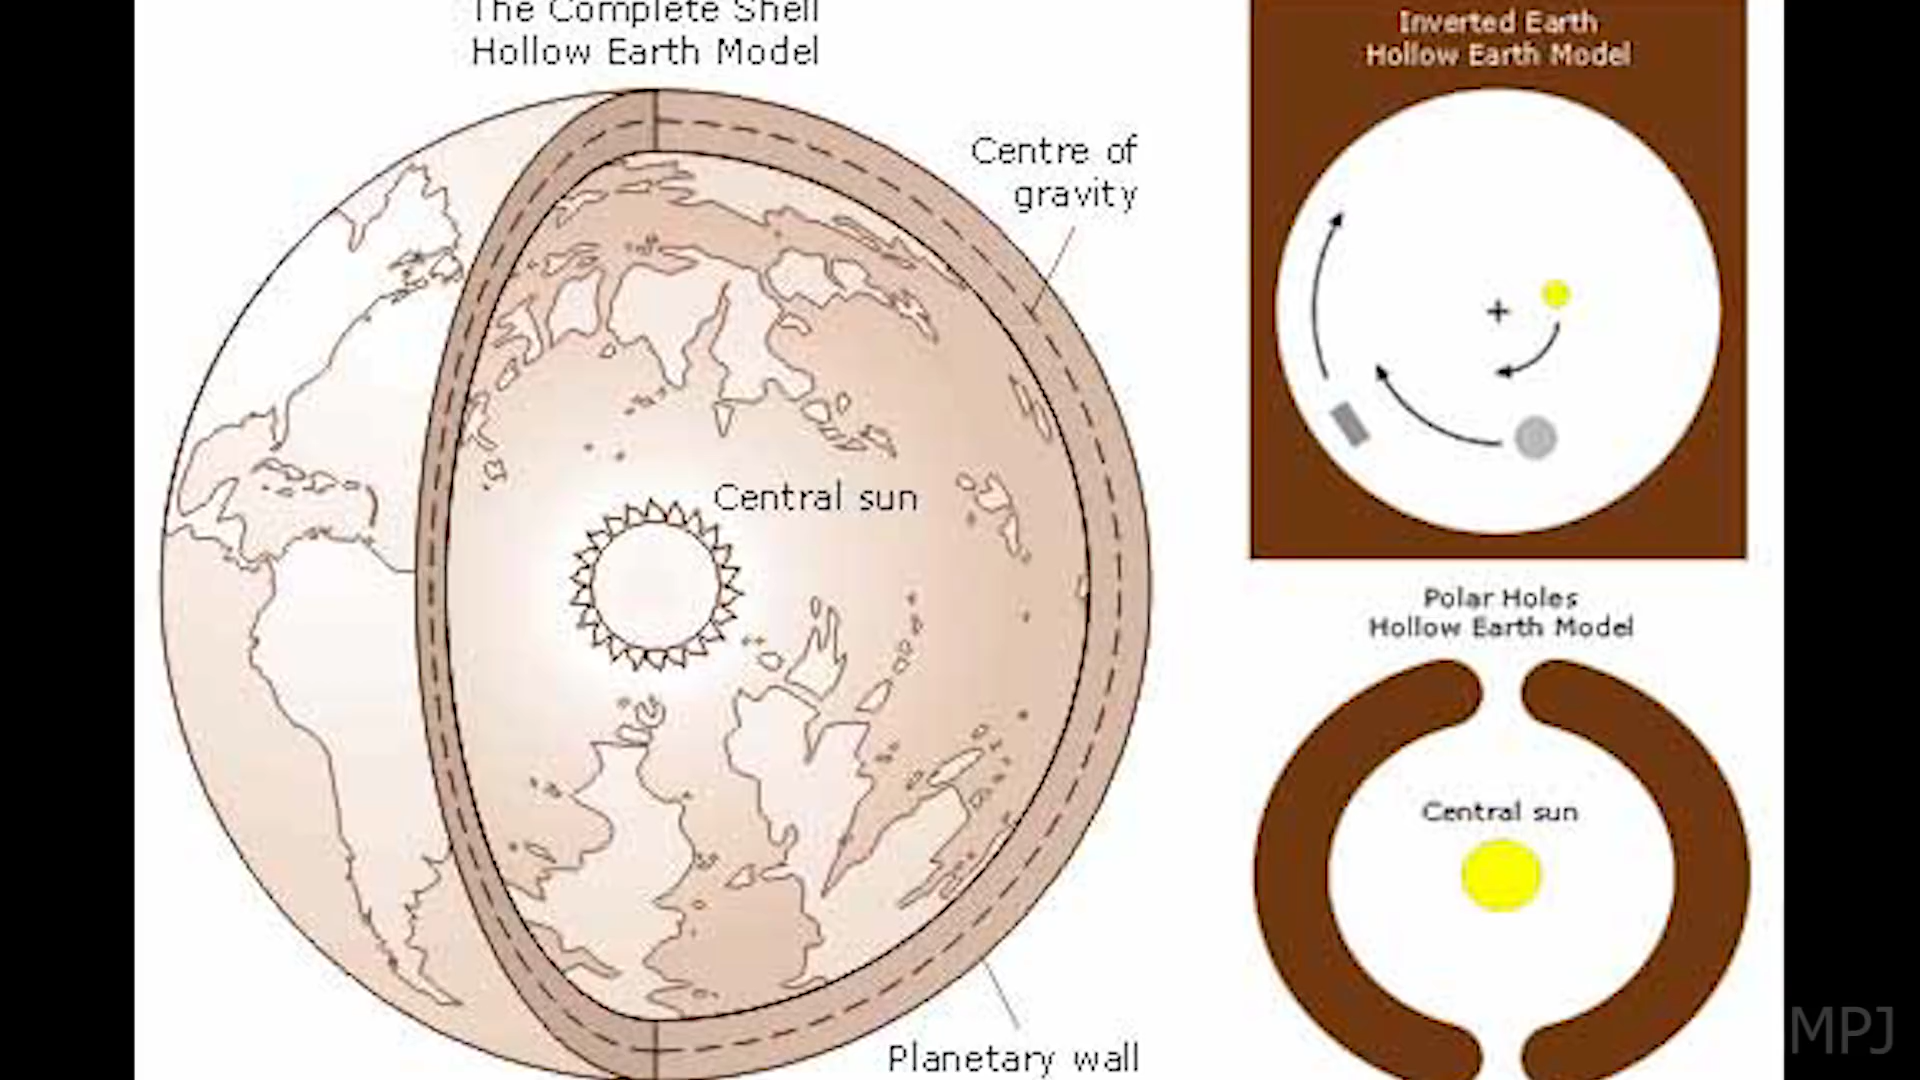 The Complete Shell
Hollow Earth Model
Centre of
gravity
Central sun
Planetary wall
Inverted Earth
Hollow Earth Model
Polar Holes
Hollow Earth Model
Central sun
MPJ